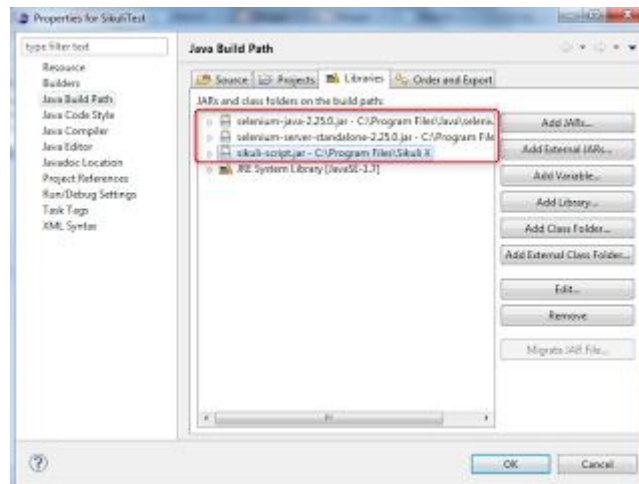 Properties for SikuliTest
type filter text
Resource
Builders
Java Build Path
Java Code Style
Java Compiler
Java Editor
Javadoc Location
Project References
Run/Debug Settings
Task Tags
XML Syntax
Java Build Path
Source Projects Libraries Order and Export
JARs and class folders on the build path:
selenium-java-2.25.0.jar - C:\Program Files\Java\seleniu
selenium-server-standalone-2.25.0.jar - C:\Program File
sikuli-script.jar - C:\Program Files\Sikuli X
JRE System Library [JavaSE-1.7]
Add JARs...
Add External JARs...
Add Variable...
Add Library...
Add Class Folder...
Add External Class Folder...
Edit...
Remove
Migrate JAR File...
OK
Cancel